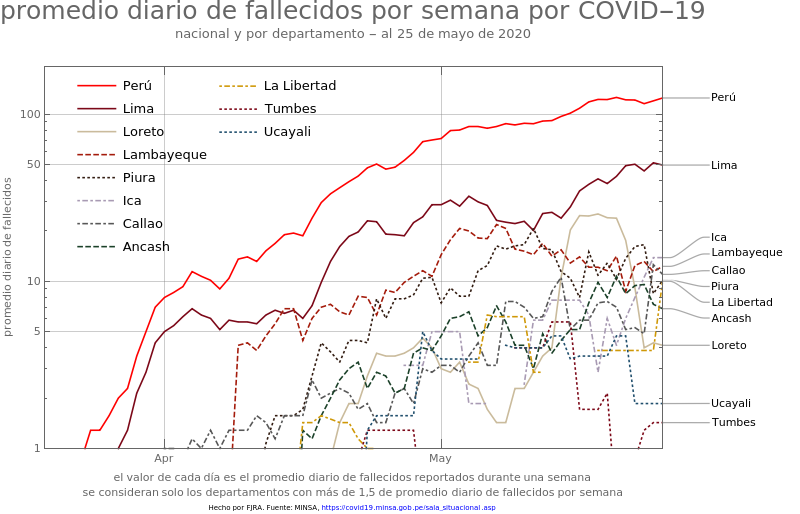 promedio diario de fallecidos por semana por COVID−19
nacional y por departamento − al 25 de mayo de 2020
promedio diario de fallecidos
100
50
10
5
1
Apr
May
Perú
Lima
Loreto
Lambayeque
Piura
Ica
Callao
Ancash
La Libertad
Tumbes
Ucayali
Perú
Lima
Ica
Lambayeque
Callao
Piura
La Libertad
Ancash
Loreto
Ucayali
Tumbes
el valor de cada día es el promedio diario de fallecidos reportados durante una semana
se consideran solo los departamentos con más de 1,5 de promedio diario de fallecidos por semana
Hecho por FJRA. Fuente: MINSA, https://covid19.minsa.gob.pe/sala_situacional.asp